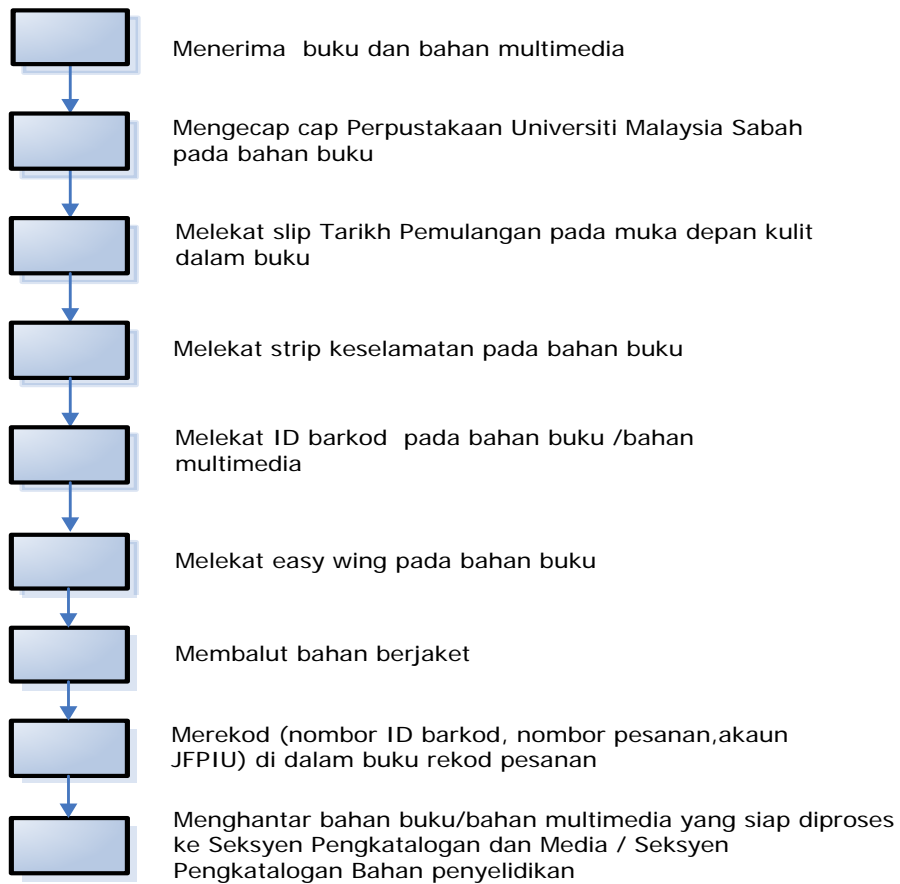 Menerima buku dan bahan multimedia
Mengecap cap Perpustakaan Universiti Malaysia Sabah
pada bahan buku
Melekat slip Tarikh Pemulangan pada muka depan kulit
dalam buku
Melekat strip keselamatan pada bahan buku
Melekat ID barkod pada bahan buku /bahan
multimedia
Melekat easy wing pada bahan buku
Membalut bahan berjaket
Merekod (nombor ID barkod, nombor pesanan,akaun
JFPIU) di dalam buku rekod pesanan
Menghantar bahan buku/bahan multimedia yang siap diproses
ke Seksyen Pengkatalogan dan Media / Seksyen
Pengkatalogan Bahan penyelidikan